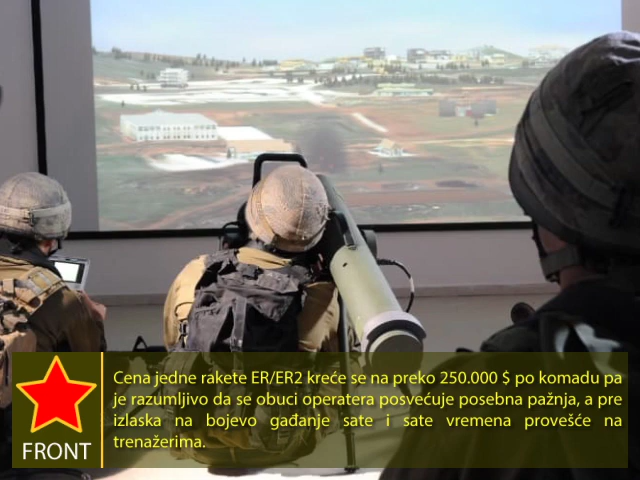 Cena jedne rakete ER/ER2 kreće se na preko 250.000 $ po komadu pa
je razumljivo da se obuci operatera posvećuje posebna pažnja, a pre
izlaska na bojevo gađanje sate i sate vremena provešće na
trenažerima.
FRONT